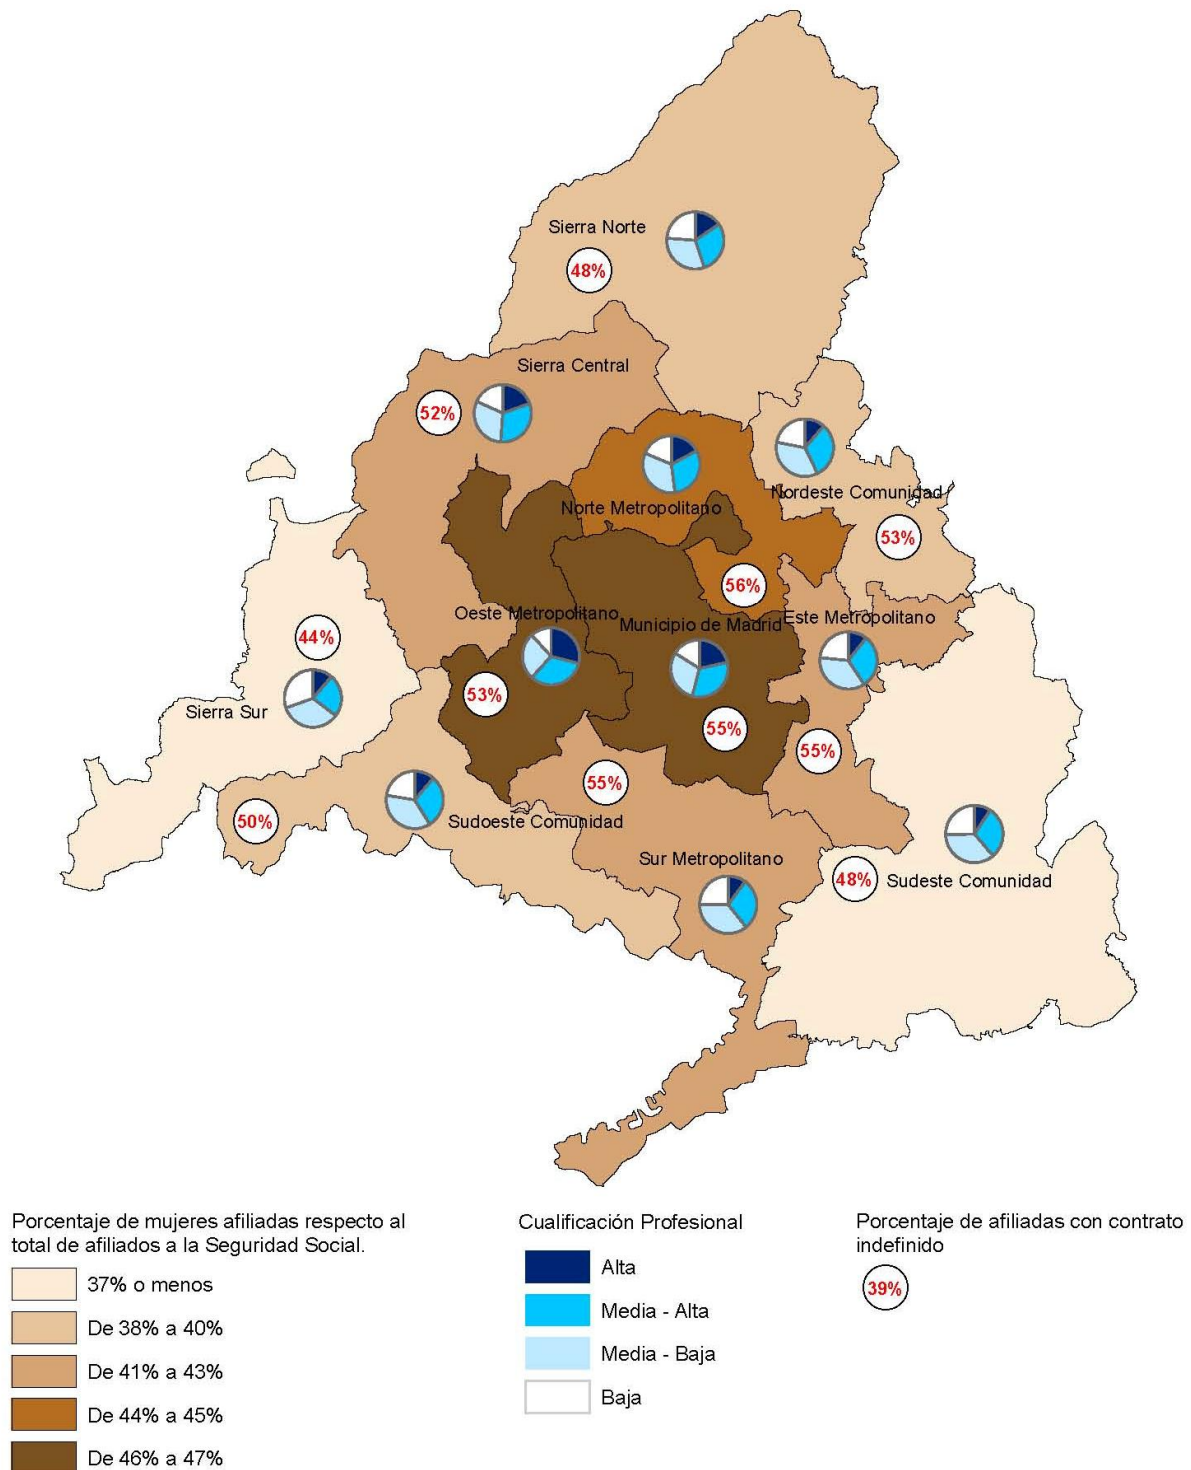 Sierra Norte
48%
Sierra Central
52%
Nordeste Comunidad
Norte Metropolitano
53%
56%
Oeste Metropolitano
Municipio de Madrid
Este Metropolitano
44%
53%
Sierra Sur
55%
55%
55%
50%
Sudoeste Comunidad
Sur Metropolitano
48%
Sudeste Comunidad
Porcentaje de mujeres afiliadas respecto al
total de afiliados a la Seguridad Social.
37% o menos
De 38% a 40%
De 41% a 43%
De 44% a 45%
De 46% a 47%
Cualificación Profesional
Alta
Media - Alta
Media - Baja
Baja
Porcentaje de afiliadas con contrato
indefinido
39%